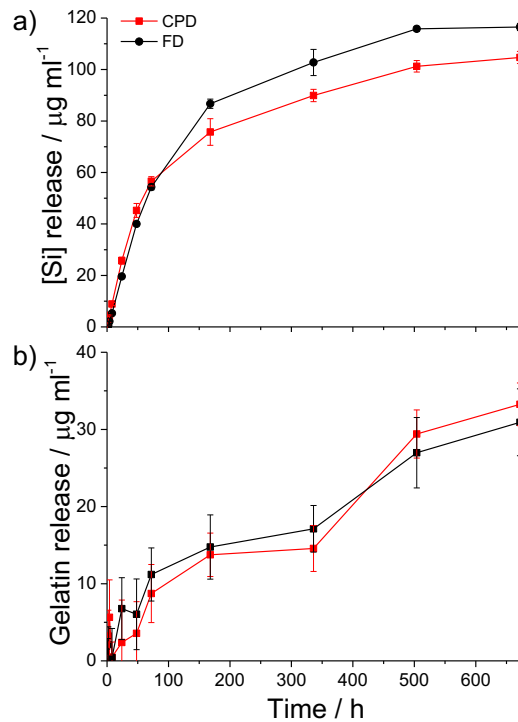 a)
CPD
FD
120
100
80
60
40
20
0
[Si] release / µg ml⁻¹
b)
40
30
20
10
0
Gelatin release / µg ml⁻¹
0 100 200 300 400 500 600
Time / h